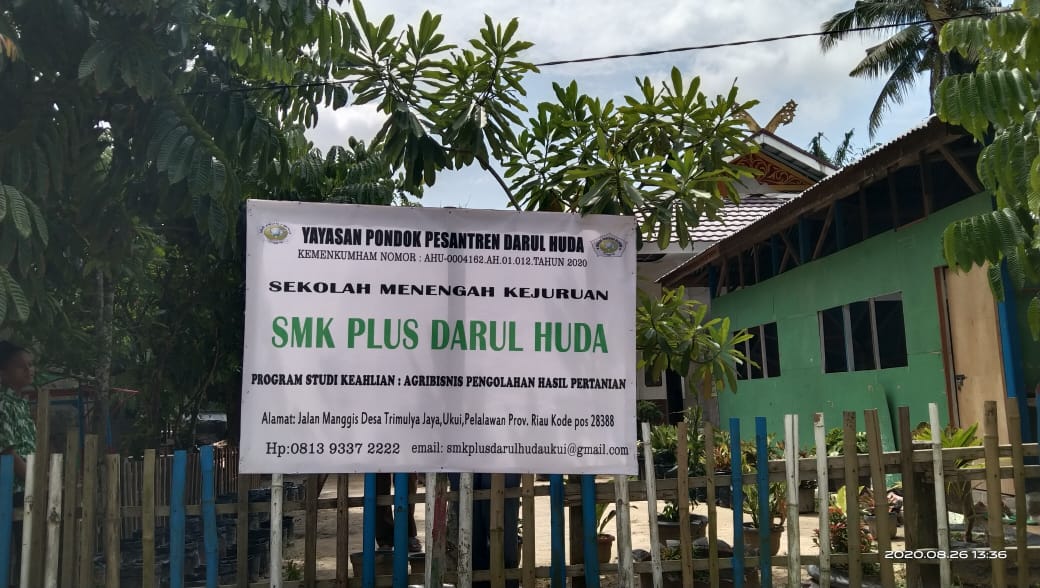 YAYASAN PONDOK PESANTREN DARUL HUDA
KEMENKUMHAM NOMOR : AHU-0004162.AH.01.012.TAHUN 2020
SEKOLAH MENENGAH KEJURUAN
SMK PLUS DARUL HUDA
PROGRAM STUDI KEAHLIAN : AGRIBISNIS PENGOLAHAN HASIL PERTANIAN
Alamat: Jalan Manggis Desa Trimulya Jaya,Ukui,Pelalawan Prov. Riau Kode pos 28388
Hp:0813 9337 2222 email: smkplusdarulhudaukui@gmail.com
2020.08.26 13:36